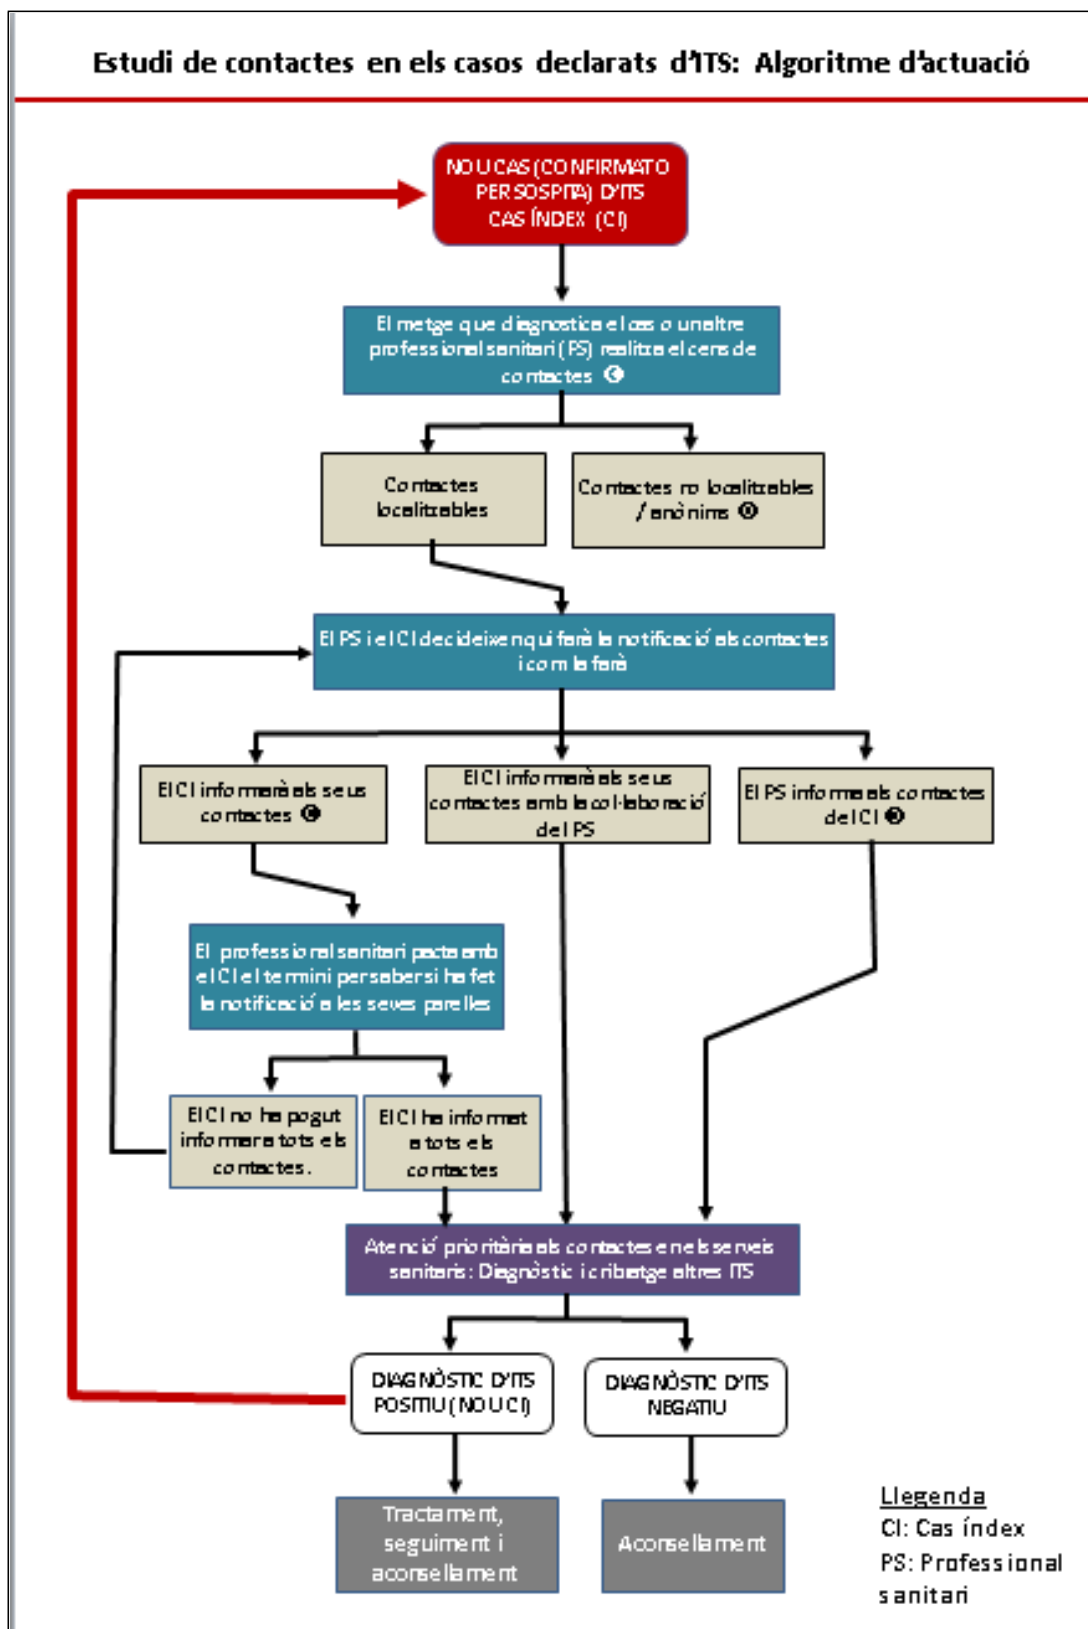 Estudi de contactes en els casos declarats d'ITS: Algoritme d'actuació
NOU CAS (CONFIRMAT O
PER SOSPITA) D'ITS
CAS ÍNDEX (CI)
El metge que diagnostica el cas o un altre
professional sanitari (PS) realitza el cens de
contactes
Contactes
localitzables
Contactes no localitzables
/ anònims
El PS i el CI decideixen qui farà la notificació als contactes
i com la farà
El CI informarà als seus
contactes
El CI informarà als seus
contactes amb la col·laboració
del PS
El PS informa als contactes
del CI
El professional sanitari pacta amb
el CI el termini per saber si ha fet
la notificació a les seves parelles
El CI no ha pogut
informar a tots els
contactes.
El CI ha informat
a tots els
contactes
Atenció prioritària als contactes en els serveis
sanitaris: Diagnòstic i cribatge altres ITS
DIAGNÒSTIC D'ITS
POSITIU (NOU CI)
DIAGNÒSTIC D'ITS
NEGATIU
Tractament,
seguiment i
aconsellament
Aconsellament
Llegenda
CI: Cas índex
PS: Professional
sanitari